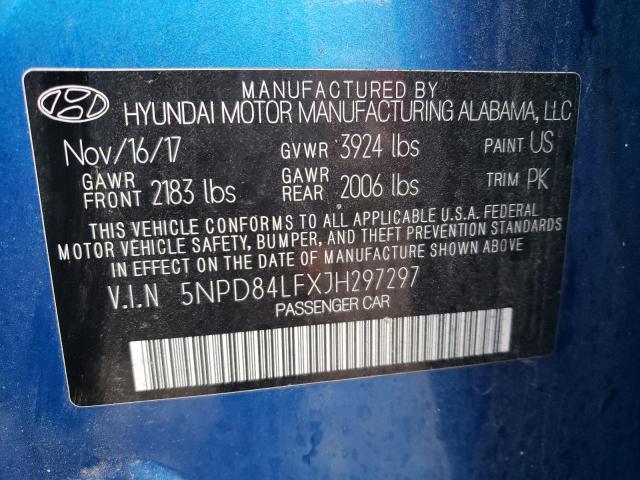 MANUFACTURED BY
HYUNDAI MOTOR MANUFACTURING ALABAMA, LLC
Nov/16/17 GVWR 3924 lbs PAINT US
GAWR FRONT 2183 lbs GAWR REAR 2006 lbs TRIM PK
THIS VEHICLE CONFORMS TO ALL APPLICABLE U.S.A. FEDERAL
MOTOR VEHICLE SAFETY, BUMPER, AND THEFT PREVENTION STANDARDS
IN EFFECT ON THE DATE OF MANUFACTURE SHOWN ABOVE
V.I.N 5NPD84LFXJH297297
PASSENGER CAR